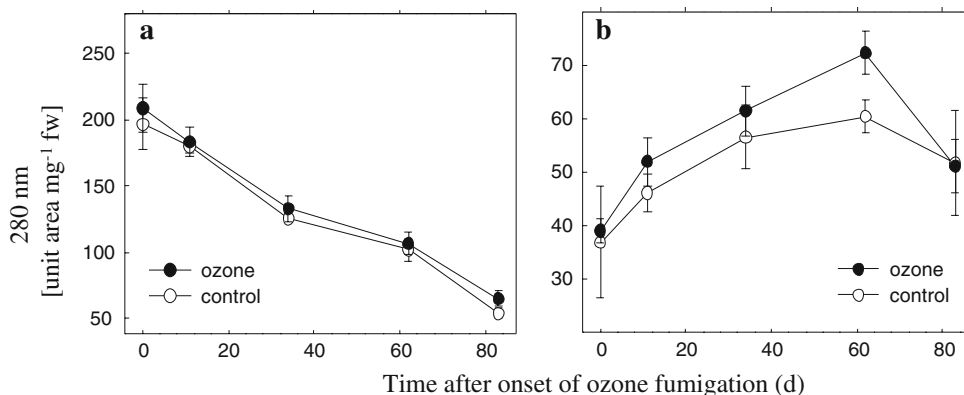 a
b
250
200
150
100
50
70
60
50
40
30
280 nm
[unit area mg⁻¹ fw]
ozone
control
ozone
control
0 20 40 60 80
0 20 40 60 80
Time after onset of ozone fumigation (d)